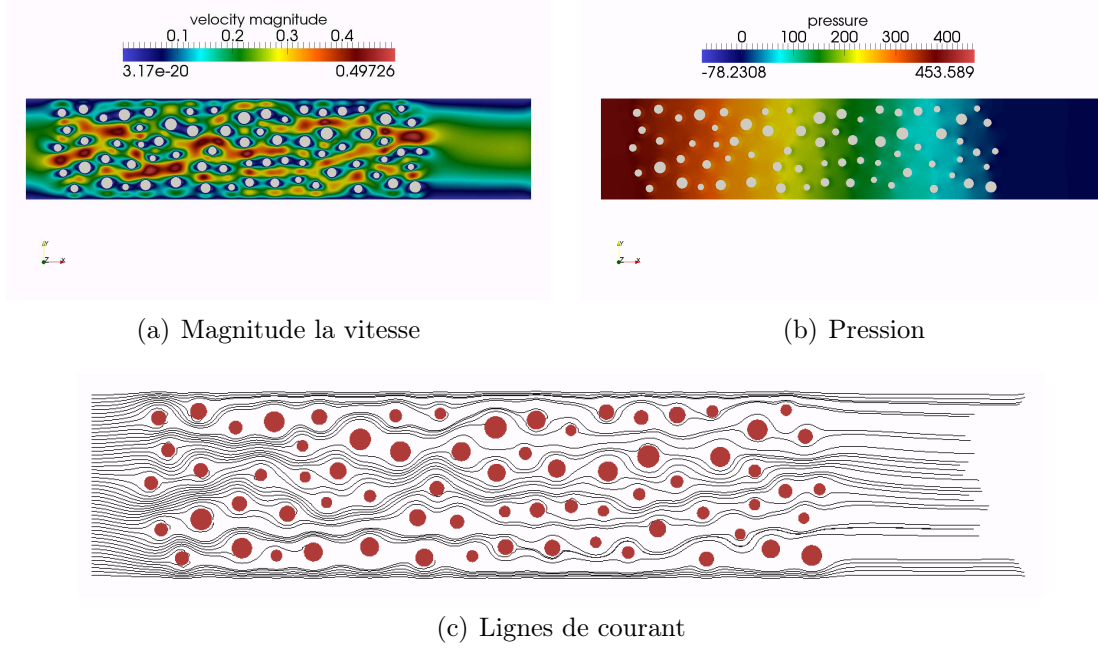 velocity magnitude
0.1 0.2 0.3 0.4
3.17e-20 0.49726
pressure
0 100 200 300 400
-78.2308 453.589
Y
Z X
Y
Z X
(a) Magnitude la vitesse
(b) Pression
(c) Lignes de courant